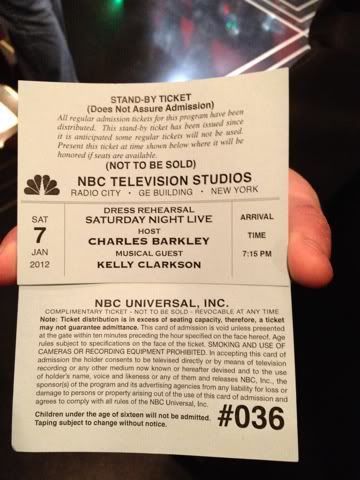 STAND-BY TICKET
(Does Not Assure Admission)
All regular admission tickets for this program have been
distributed. This stand-by ticket has been issued since
it is anticipated some regular tickets will not be used.
Present this ticket at time shown below where it will be
honored if seats are available.
(NOT TO BE SOLD)
NBC TELEVISION STUDIOS
RADIO CITY · GE BUILDING · NEW YORK
SAT
7
JAN
2012
DRESS REHEARSAL
SATURDAY NIGHT LIVE
HOST
CHARLES BARKLEY
MUSICAL GUEST
KELLY CLARKSON
ARRIVAL
TIME
7:15 PM
NBC UNIVERSAL, INC.
COMPLIMENTARY TICKET - NOT TO BE SOLD - REVOCABLE AT ANY TIME
Note: Ticket distribution is in excess of seating capacity, therefore, a ticket
may not guarantee admittance. This card of admission is void unless presented
at the gate within ten minutes preceding the hour specified on the face hereof. Age
rules subject to specifications on the face of the ticket. SMOKING AND USE OF
CAMERAS OR RECORDING EQUIPMENT PROHIBITED. In accepting this card of
admission the holder consents to be televised directly or by means of television
recording or any other medium now known or hereafter devised and to the use
of holder's name, voice and likeness or any of them and releases NBC, Inc., the
sponsor(s) of the program and its advertising agencies from any liability for loss or
damage to persons or property arising out of the use of this card of admission and
agrees to comply with all rules of the NBC Universal, Inc.
Children under the age of sixteen will not be admitted.
Taping subject to change without notice.
#036